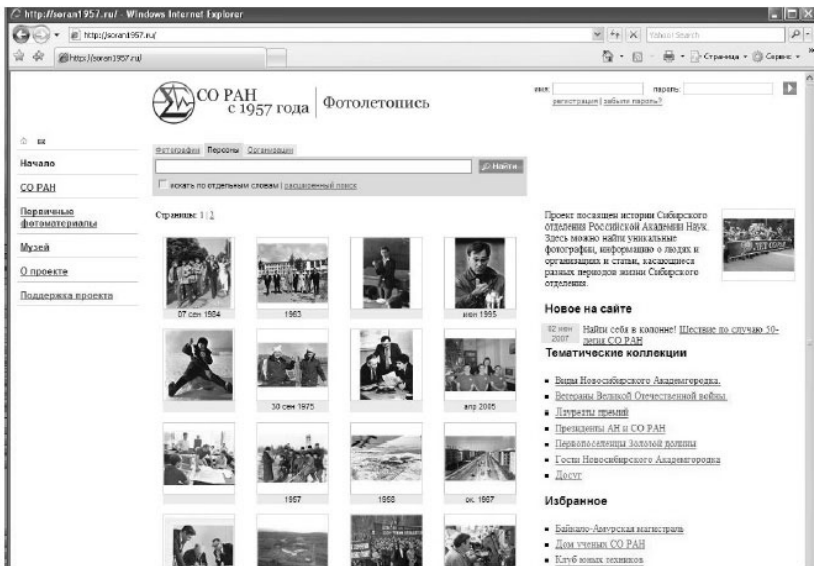 http://soran1957.ru/ - Windows Internet Explorer
http://soran1957.ru/
Yahoo! Search
http://soran1957.ru/
Страница
Сервис
СО РАН
с 1957 года
Фотолетопись
имя:
пароль:
регистрация | забыли пароль?
Фотографии Персоны Организации
Найти
искать по отдельным словам | расширенный поиск
Начало
СО РАН
Первичные
фотоматериалы
Музей
О проекте
Поддержка проекта
Страницы: 1 | 2
07 сен 1984
1963
июн 1995
30 сен 1975
апр 2005
1957
1958
ок. 1967
Проект посвящен истории Сибирского
отделения Российской Академии Наук.
Здесь можно найти уникальные
фотографии, информацию о людях и
организациях и статьи, касающиеся
разных периодов жизни Сибирского
отделения.
Новое на сайте
02 июн
2007
Найти себя в колонне! Шествие по случаю 50-
летия СО РАН
Тематические коллекции
Виды Новосибирского Академгородка.
Ветераны Великой Отечественной войны.
Лауреаты премий
Президенты АН и СО РАН
Первопоселенцы Золотой долины
Гости Новосибирского Академгородка
Досуг
Избранное
Байкало-Амурская магистраль
Дом ученых СО РАН
Клуб юных техников